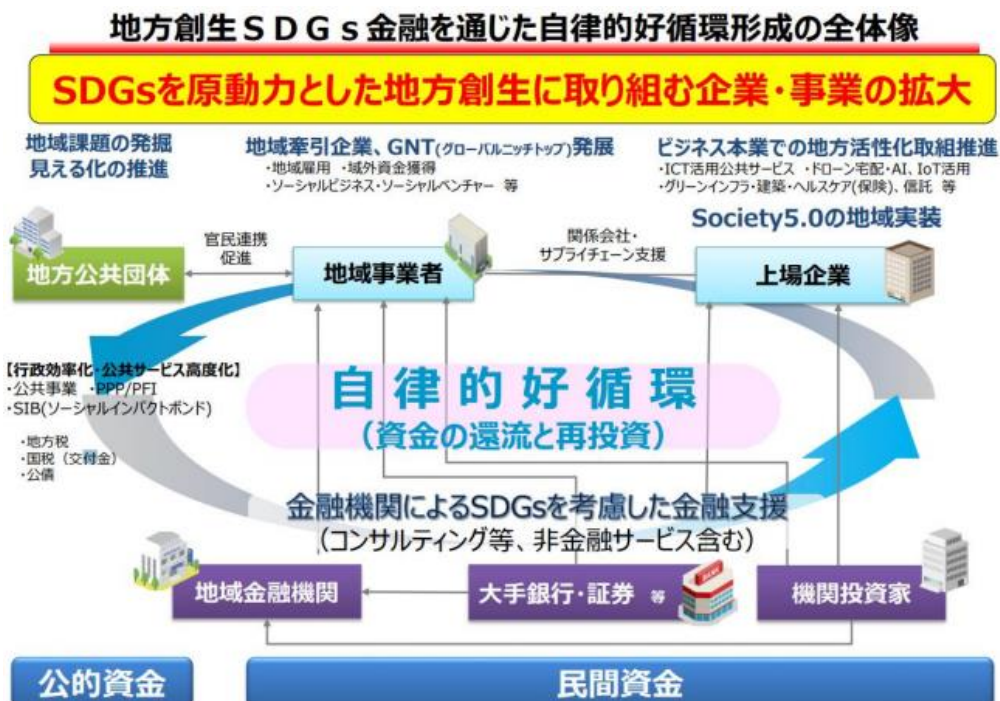 地方創生SDGs金融を通じた自律的好循環形成の全体像
SDGsを原動力とした地方創生に取り組む企業・事業の拡大
地域課題の発掘
見える化の推進
地域牽引企業、GNT(グローバルニッチトップ)発展
・地域雇用 ・域外資金獲得
・ソーシャルビジネス・ソーシャルベンチャー 等
ビジネス本業での地方活性化取組推進
・ICT活用公共サービス ・ドローン宅配・AI、IoT活用
・グリーンインフラ・建築・ヘルスケア(保険)、信託 等
Society5.0の地域実装
地方公共団体
官民連携
促進
地域事業者
関係会社・
サプライチェーン支援
上場企業
【行政効率化・公共サービス高度化】
・公共事業 ・PPP/PFI
・SIB(ソーシャルインパクトボンド)
・地方税
・国税（交付金）
・公債
自律的好循環
（資金の還流と再投資）
金融機関によるSDGsを考慮した金融支援
（コンサルティング等、非金融サービス含む）
地域金融機関
大手銀行・証券 等
BANK
機関投資家
公的資金
民間資金